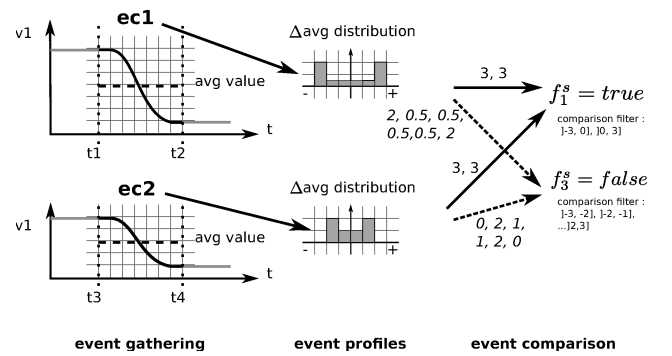 ec1
v1
avg value
t1
t2
t
Δavg distribution
-
+
3, 3
2, 0.5, 0.5,
0.5,0.5, 2
f₁ˢ = true
comparison filter :
]-3, 0], ]0, 3]
ec2
v1
avg value
t3
t4
t
Δavg distribution
-
+
3, 3
0, 2, 1,
1, 2, 0
f₃ˢ = false
comparison filter :
]-3, -2], ]-2, -1],
...]2,3]
event gathering
event profiles
event comparison